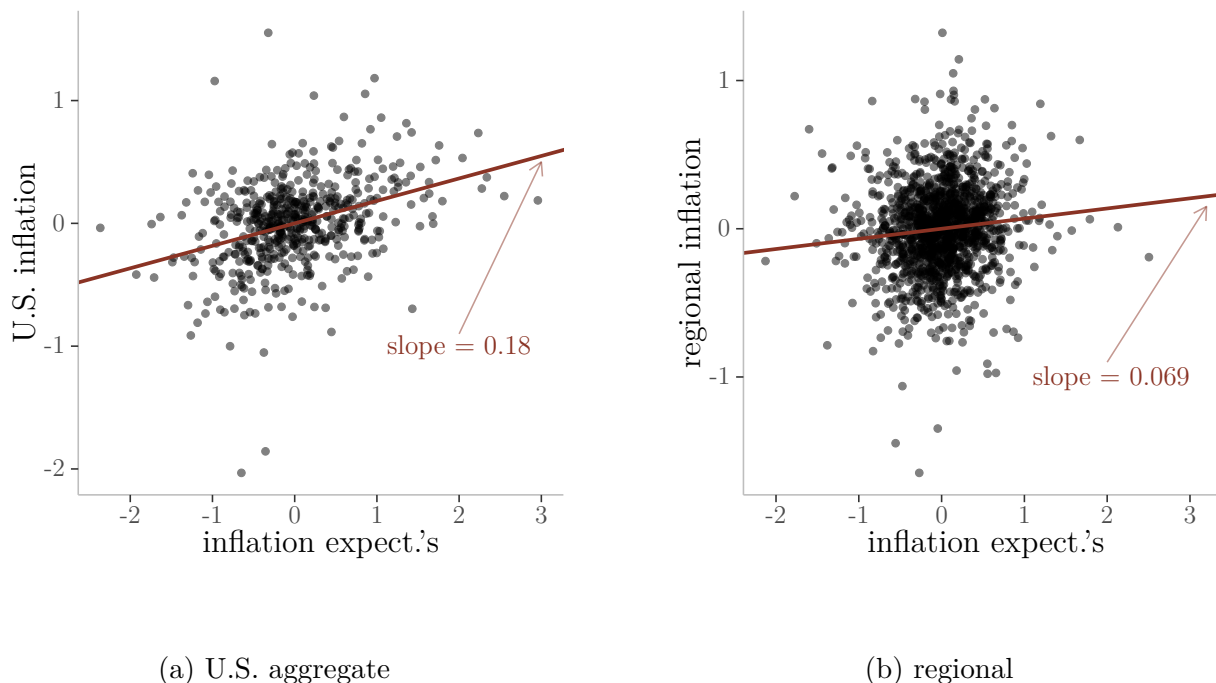 U.S. inflation
1
0
-1
-2
slope = 0.18
-2 -1 0 1 2 3
inflation expect.'s
(a) U.S. aggregate
regional inflation
1
0
-1
slope = 0.069
-2 -1 0 1 2 3
inflation expect.'s
(b) regional